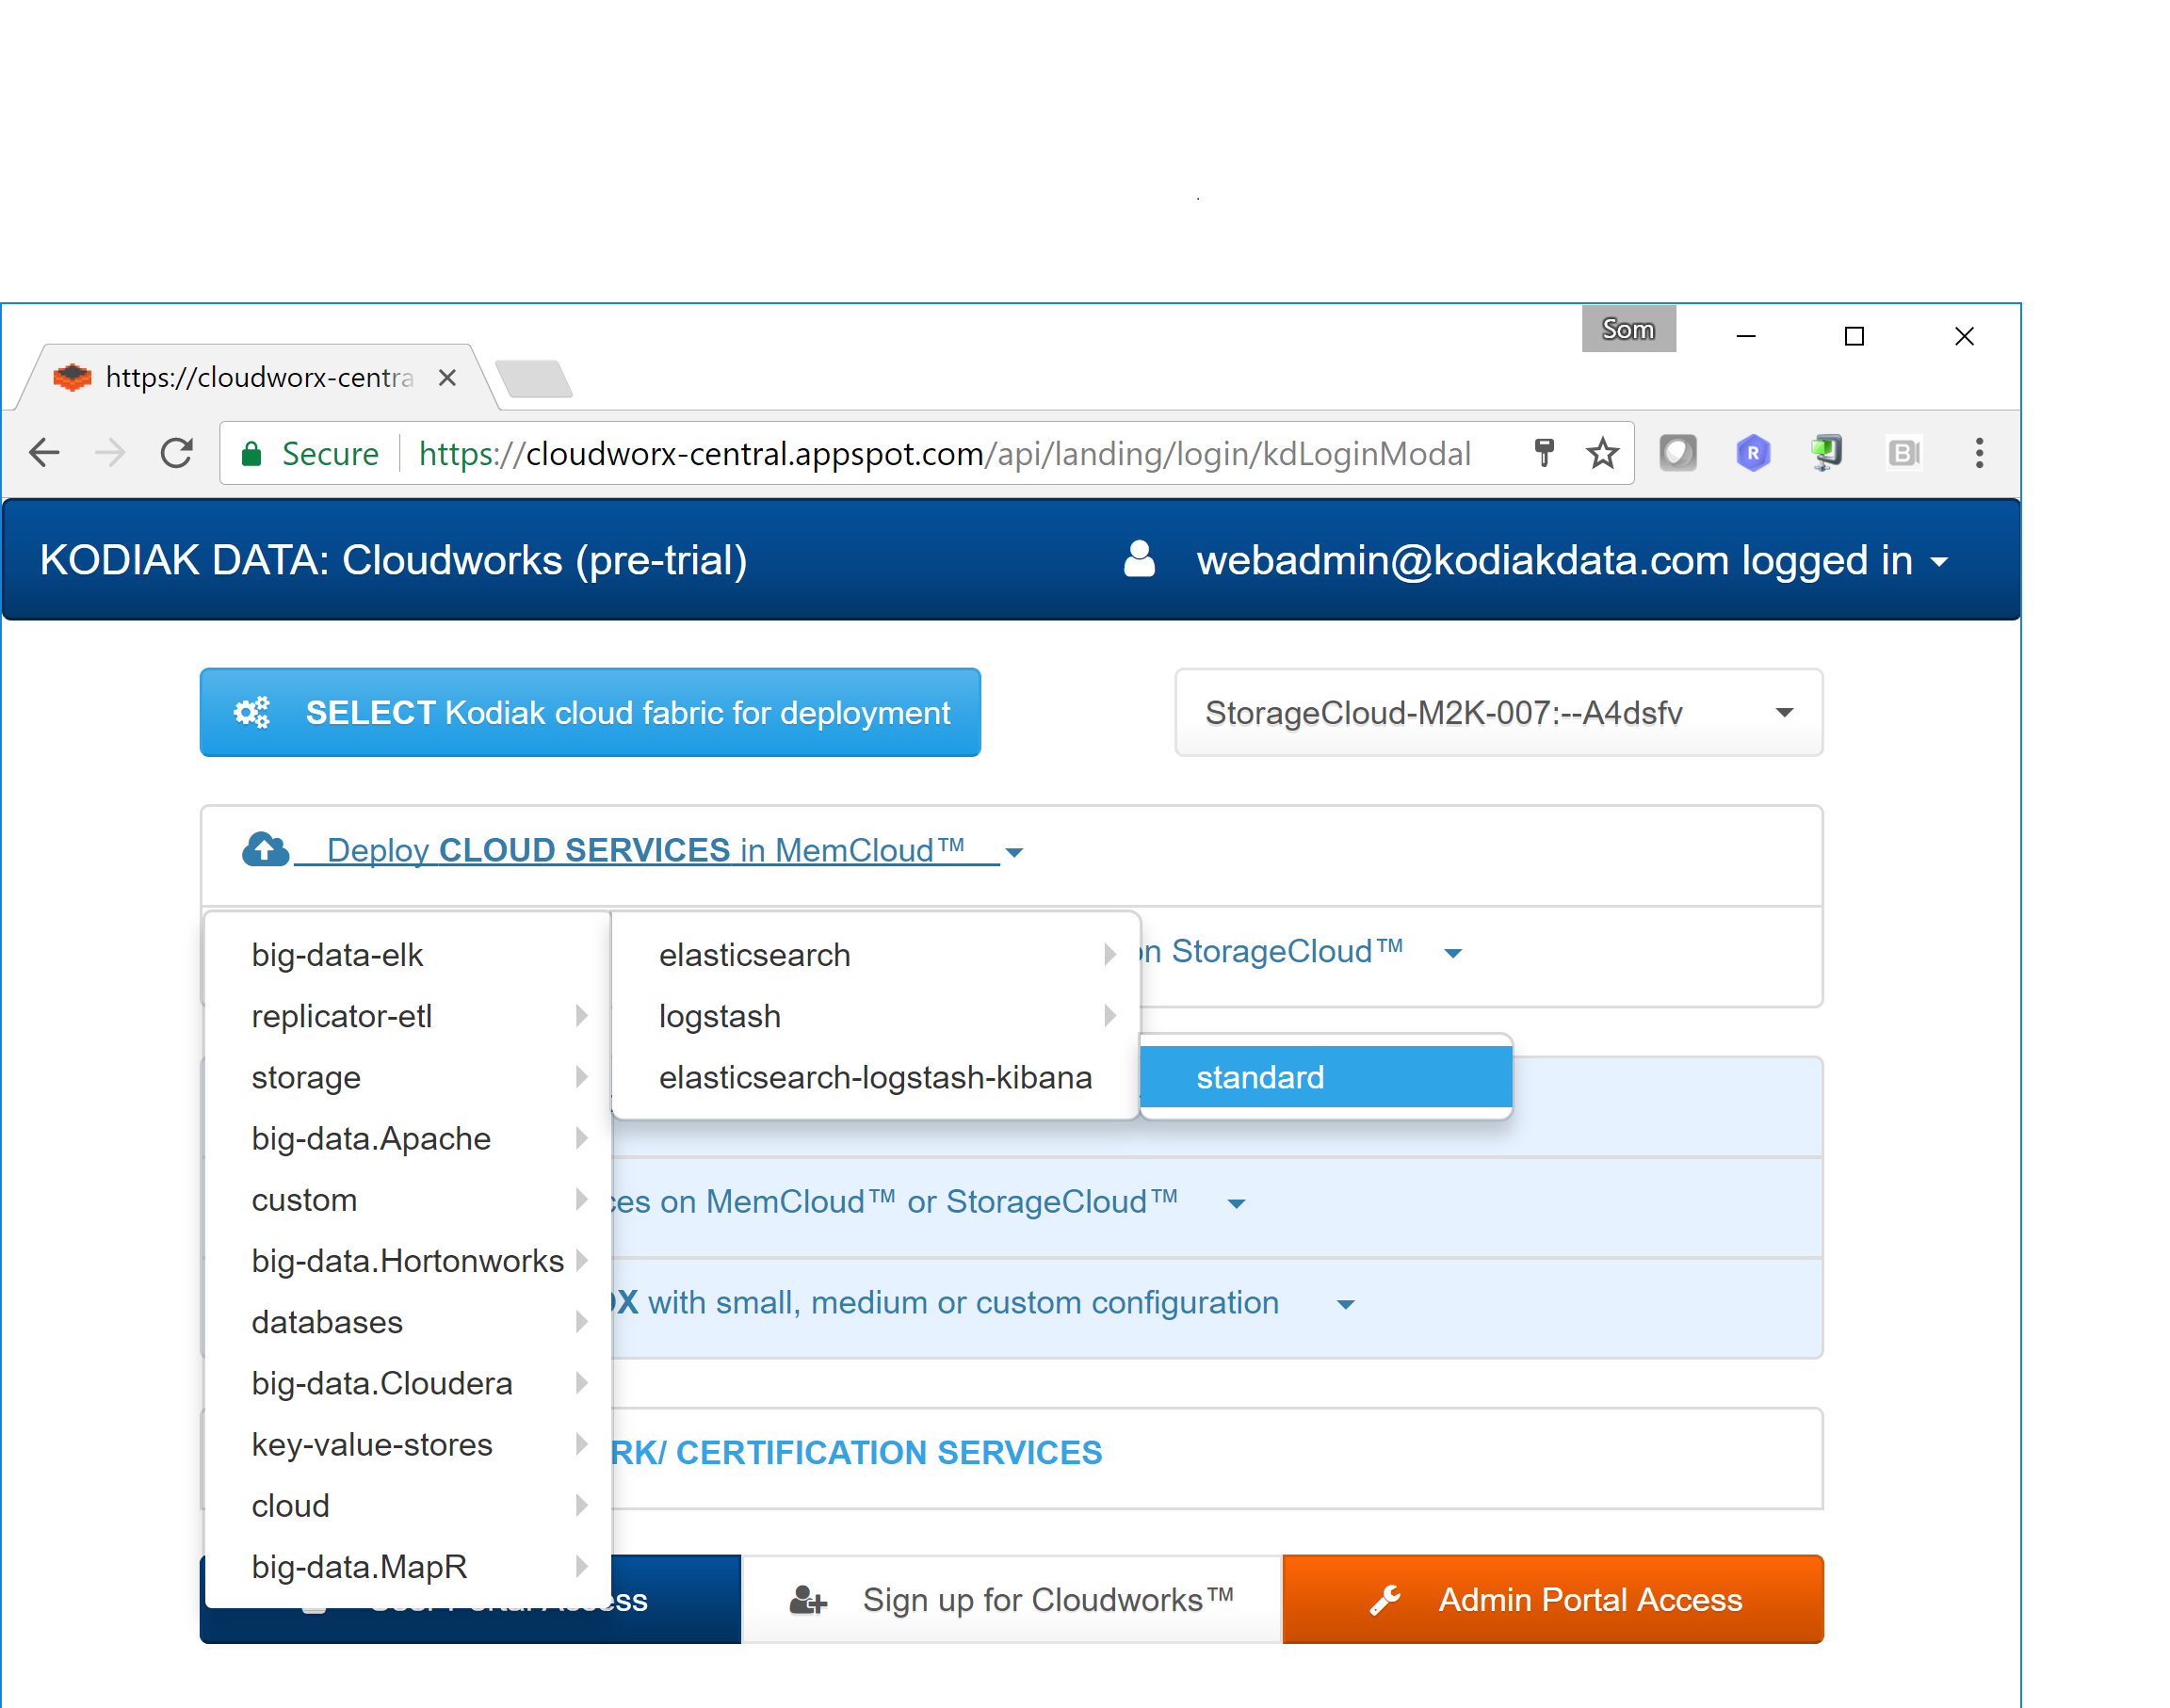 Som
https://cloudworx-centra
Secure https://cloudworx-central.appspot.com/api/landing/login/kdLoginModal
KODIAK DATA: Cloudworks (pre-trial) webadmin@kodiakdata.com logged in
SELECT Kodiak cloud fabric for deployment StorageCloud-M2K-007:--A4dsfv
Deploy CLOUD SERVICES in MemCloud™
big-data-elk
replicator-etl
storage
big-data.Apache
custom
big-data.Hortonworks
databases
big-data.Cloudera
key-value-stores
cloud
big-data.MapR
elasticsearch
logstash
elasticsearch-logstash-kibana
standard
on StorageCloud™
on MemCloud™ or StorageCloud™
with small, medium or custom configuration
CERTIFICATION SERVICES
Sign up for Cloudworks™
Admin Portal Access